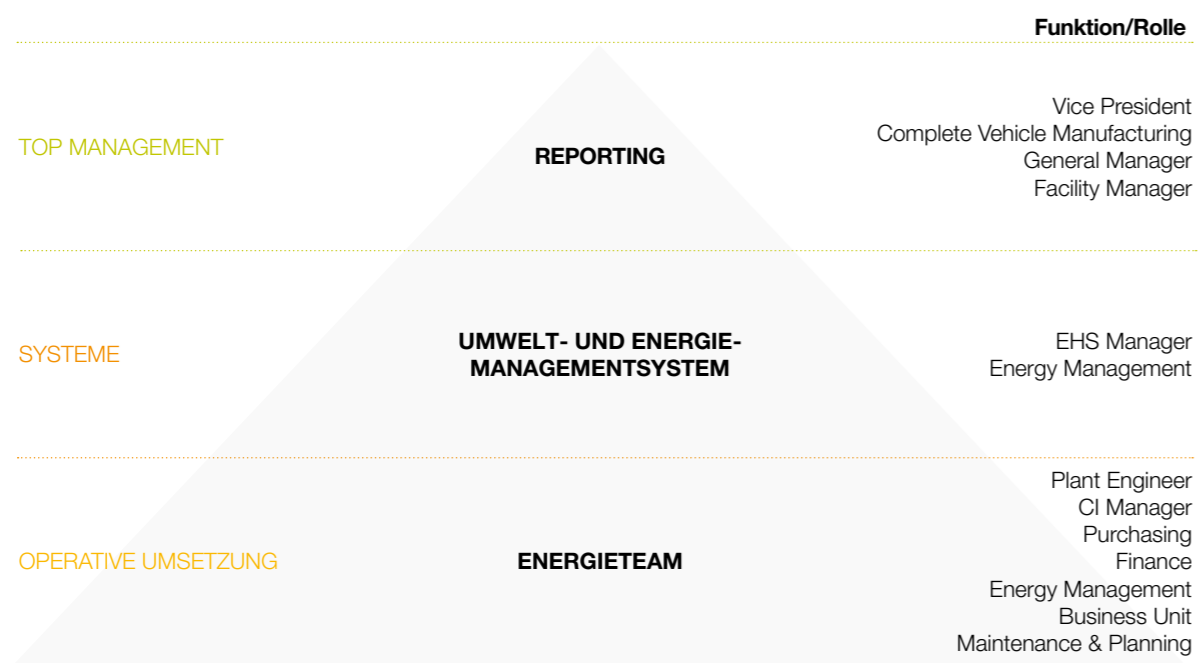 Funktion/Rolle
TOP MANAGEMENT
REPORTING
Vice President
Complete Vehicle Manufacturing
General Manager
Facility Manager
SYSTEME
UMWELT- UND ENERGIE-
MANAGEMENTSYSTEM
EHS Manager
Energy Management
OPERATIVE UMSETZUNG
ENERGIETEAM
Plant Engineer
CI Manager
Purchasing
Finance
Energy Management
Business Unit
Maintenance & Planning